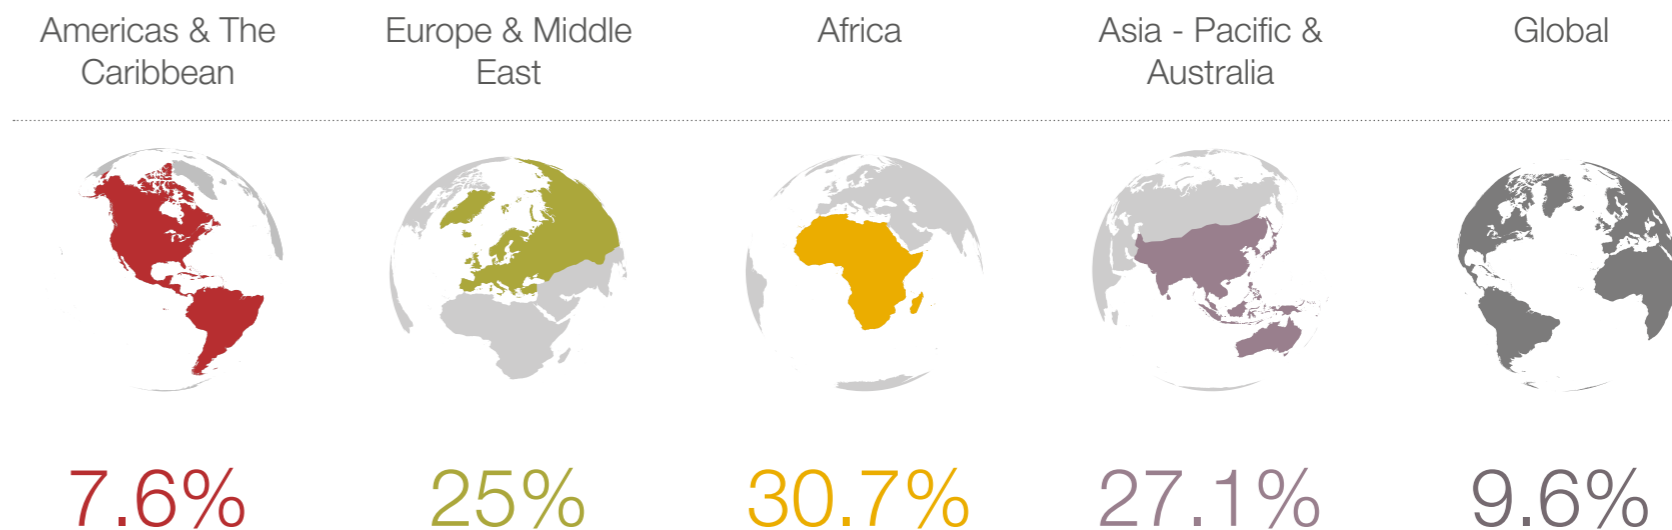 Americas & The
Caribbean
Europe & Middle
East
Africa
Asia - Pacific &
Australia
Global
7.6%
25%
30.7%
27.1%
9.6%